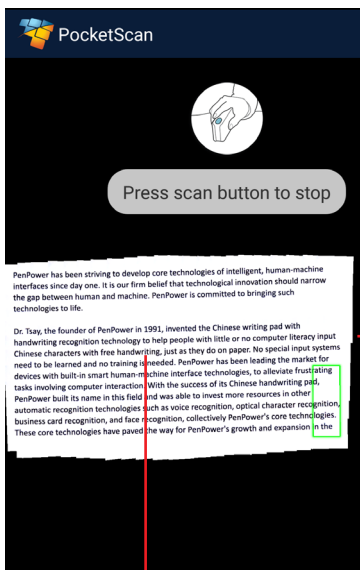 PocketScan
Press scan button to stop
PenPower has been striving to develop core technologies of intelligent, human-machine
interfaces since day one. It is our firm belief that technological innovation should narrow
the gap between human and machine. PenPower is committed to bringing such
technologies to life.
Dr. Tsay, the founder of PenPower in 1991, invented the Chinese writing pad with
handwriting recognition technology to help people with little or no computer literacy input
Chinese characters with free handwriting, just as they do on paper. No special input systems
need to be learned and no training is needed. PenPower has been leading the market for
devices with built-in smart human-machine interface technologies, to alleviate frustrating
tasks involving computer interaction. With the success of its Chinese handwriting pad,
PenPower built its name in this field and was able to invest more resources in other
automatic recognition technologies such as voice recognition, optical character recognition,
business card recognition, and face recognition, collectively PenPower's core technologies.
These core technologies have paved the way for PenPower's growth and expansion in the